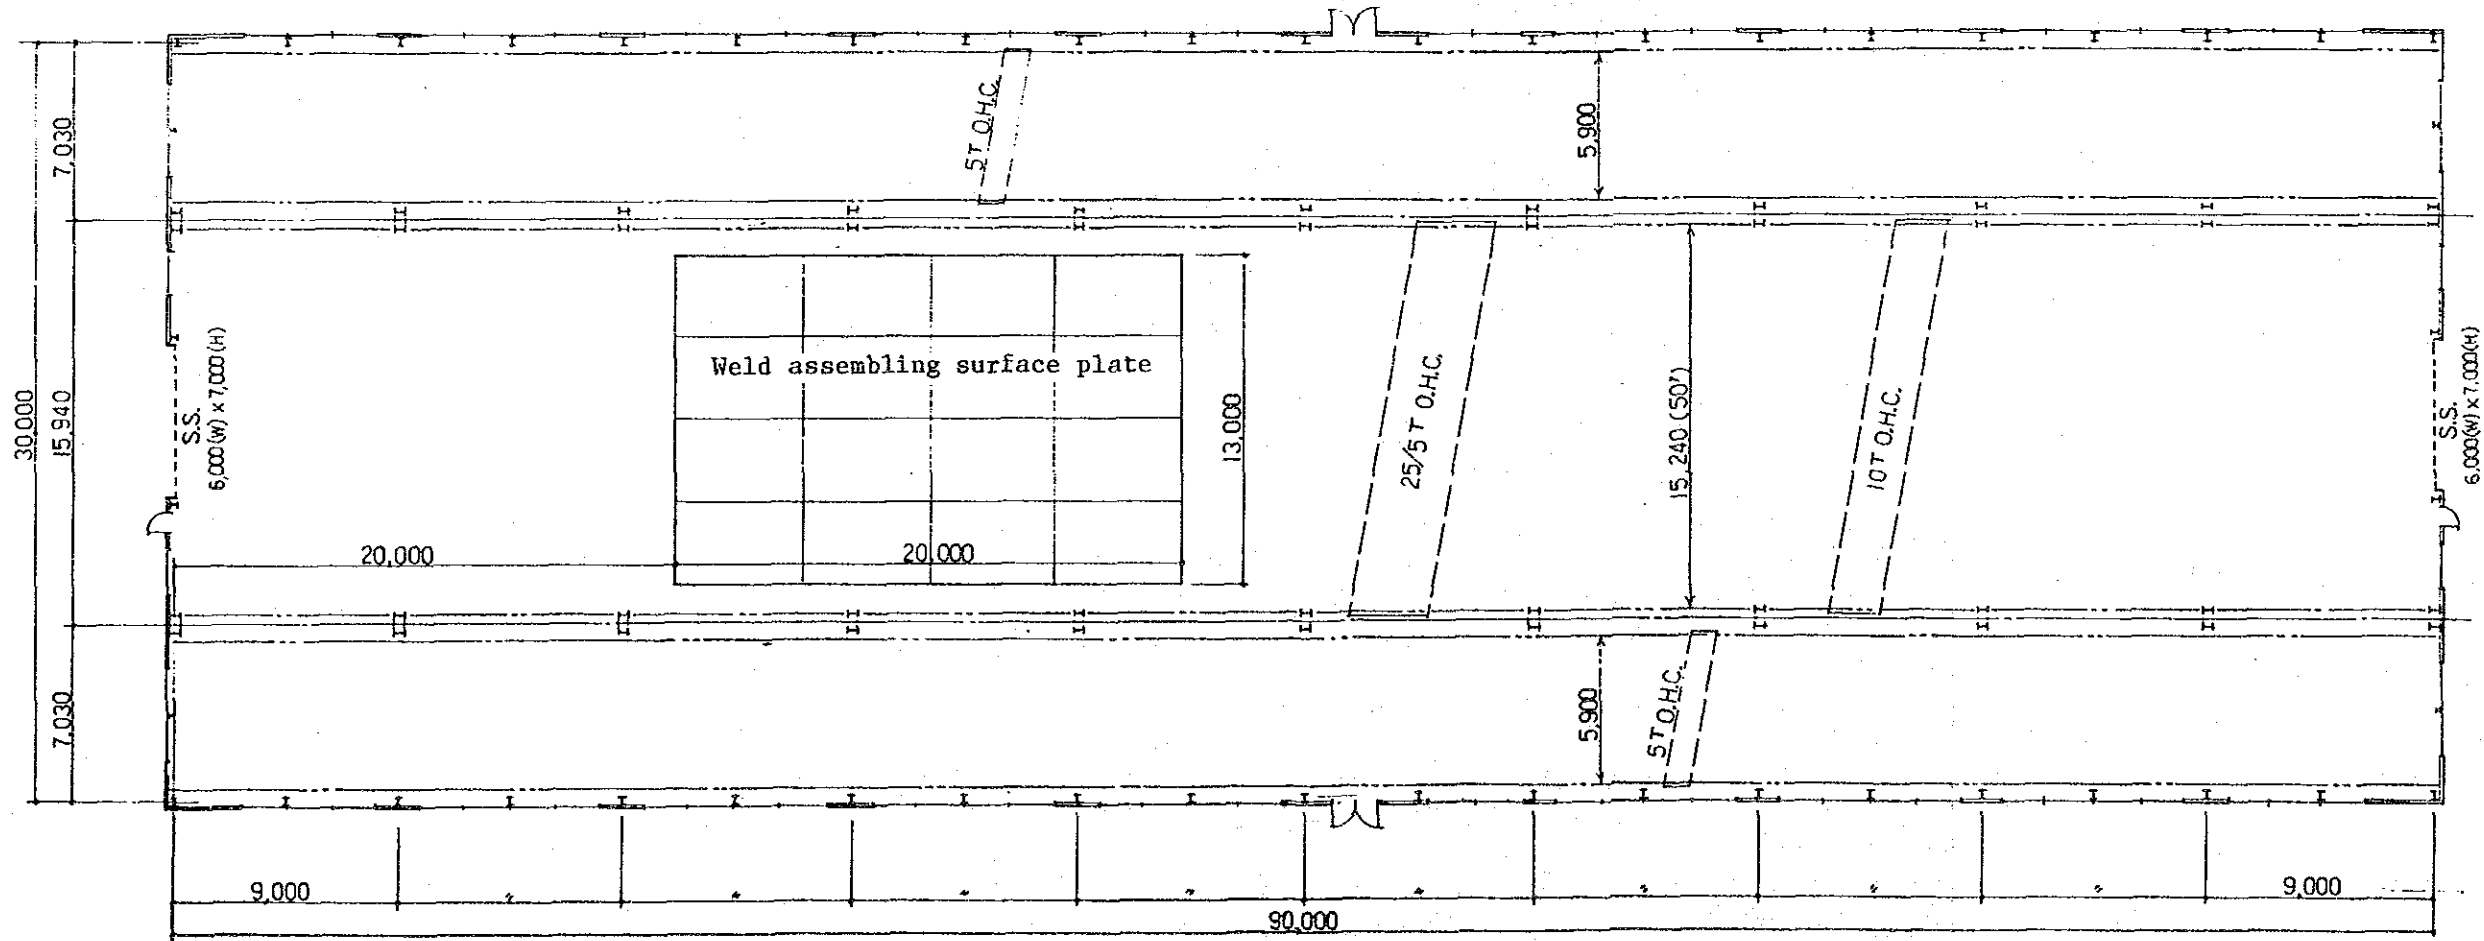 5T O.H.C.
5,900
7,030
Weld assembling surface plate
25/5T O.H.C.
15,240 (50')
10T O.H.C.
13,000
30,000
15,940
S.S.
6,000(W) x 7,000(H)
S.S.
6,000(W) x 7,000(H)
20,000
20,000
5,900
5T O.H.C.
7,030
9,000
〃
〃
〃
〃
〃
〃
〃
〃
9,000
90,000